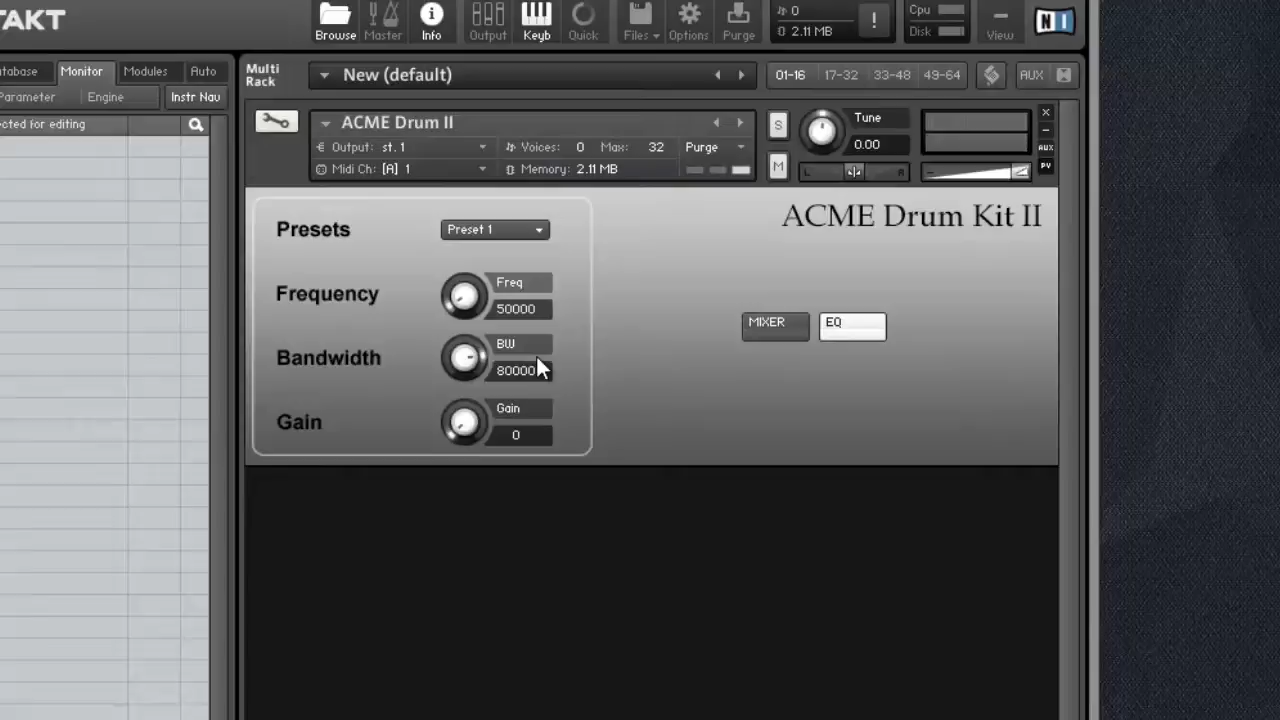 TAKT
Browse Master Info Output Keyb Quick Files Options Purge
0
2.11 MB
!
Cpu
Disk
View
NI
atabase Monitor Modules Auto
Parameter Engine Instr Nav
cted for editing
Multi
Rack
New (default)
01-16 17-32 33-48 49-64
AUX
ACME Drum II
Output: st.1 Voices: 0 Max: 32 Purge
Midi Ch: [A] 1 Memory: 2.11 MB
S
M
Tune
0.00
L R
AUX
PV
ACME Drum Kit II
Presets Preset 1
Frequency Freq
50000
Bandwidth BW
80000
Gain Gain
0
MIXER EQ